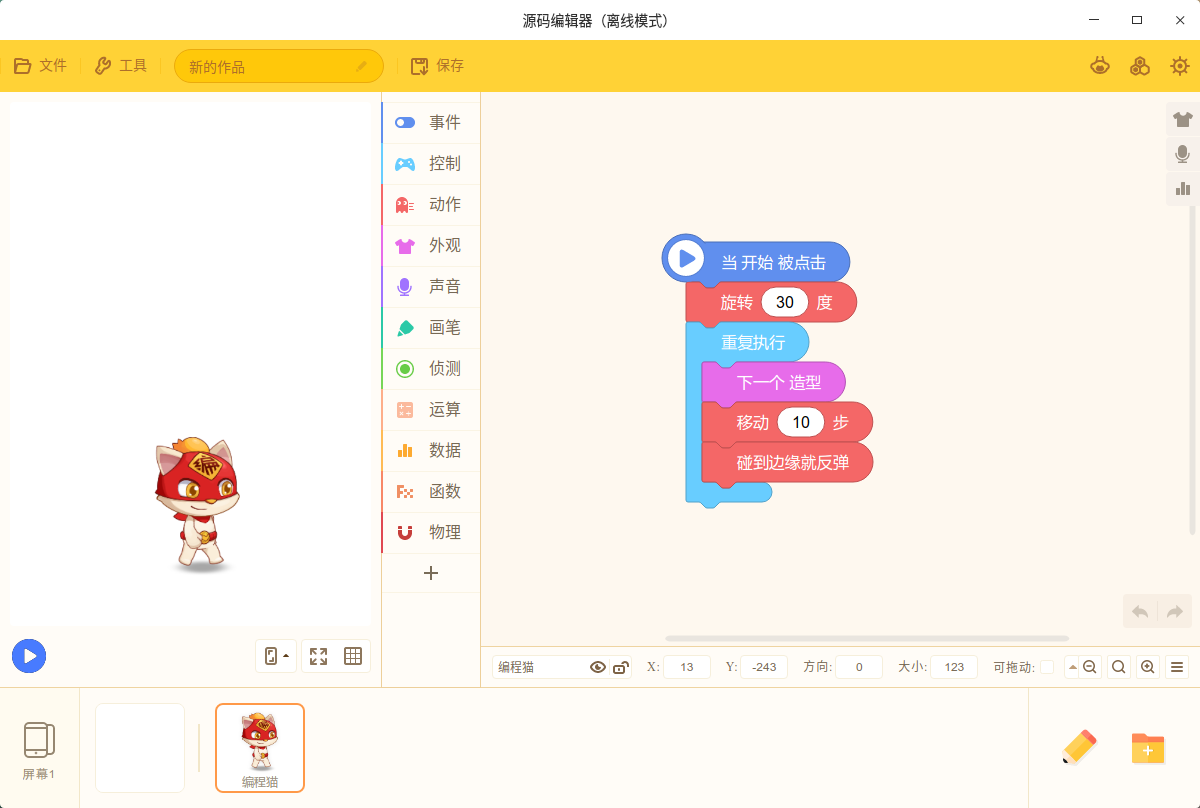 源码编辑器（离线模式）
文件
工具
新的作品
保存
事件
控制
动作
外观
声音
画笔
侦测
运算
数据
函数
物理
当 开始 被点击
旋转 30 度
重复执行
下一个 造型
移动 10 步
碰到边缘就反弹
编
编程猫 X: 13 Y: -243 方向: 0 大小: 123 可拖动:
屏幕1
编
编程猫